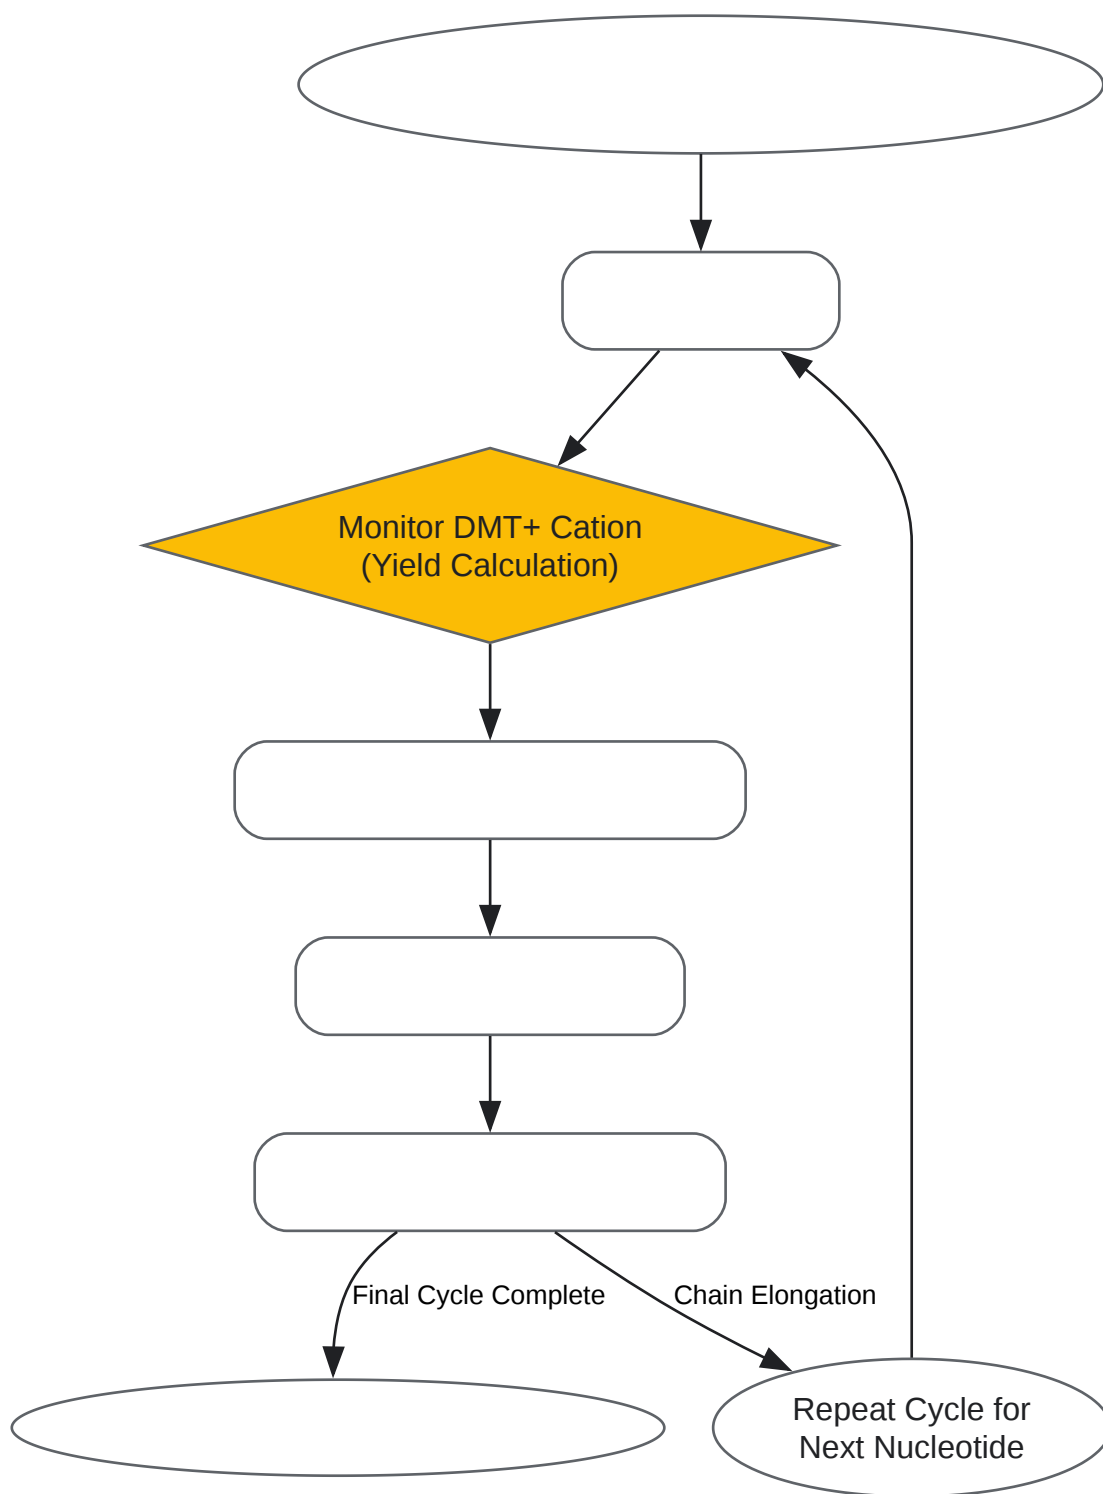 Monitor DMT+ Cation
(Yield Calculation)
Final Cycle Complete
Chain Elongation
Repeat Cycle for
Next Nucleotide